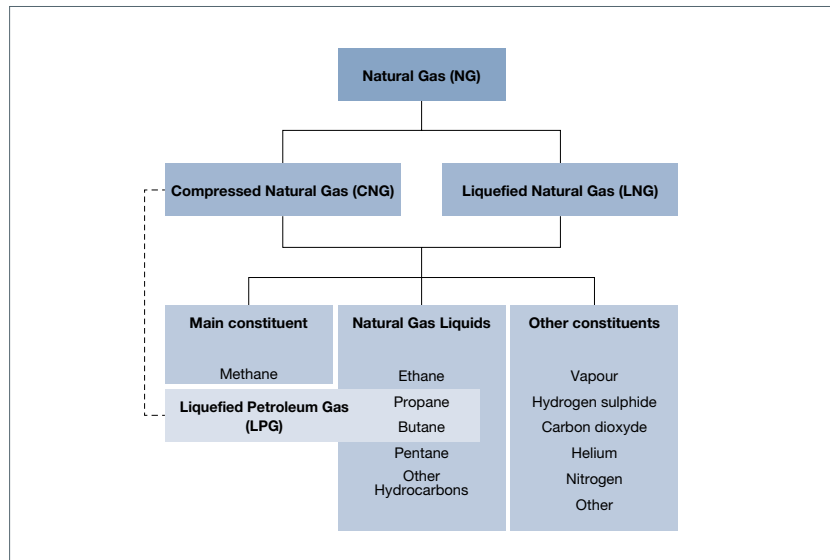 Natural Gas (NG)
Compressed Natural Gas (CNG)
Liquefied Natural Gas (LNG)
Main constituent
Methane
Liquefied Petroleum Gas
(LPG)
Natural Gas Liquids
Ethane
Propane
Butane
Pentane
Other
Hydrocarbons
Other constituents
Vapour
Hydrogen sulphide
Carbon dioxyde
Helium
Nitrogen
Other